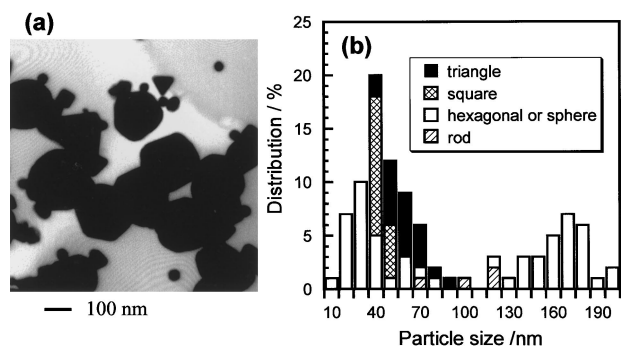 (a)
100 nm
(b)
Distribution / %
25
20
15
10
5
0
triangle
square
hexagonal or sphere
rod
10 40 70 100 130 160 190
Particle size /nm